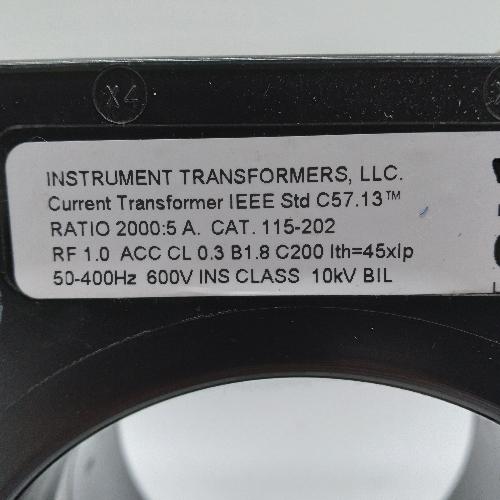 X4
INSTRUMENT TRANSFORMERS, LLC.
Current Transformer IEEE Std C57.13™
RATIO 2000:5 A. CAT. 115-202
RF 1.0 ACC CL 0.3 B1.8 C200 Ith=45xIp
50-400Hz 600V INS CLASS 10kV BIL